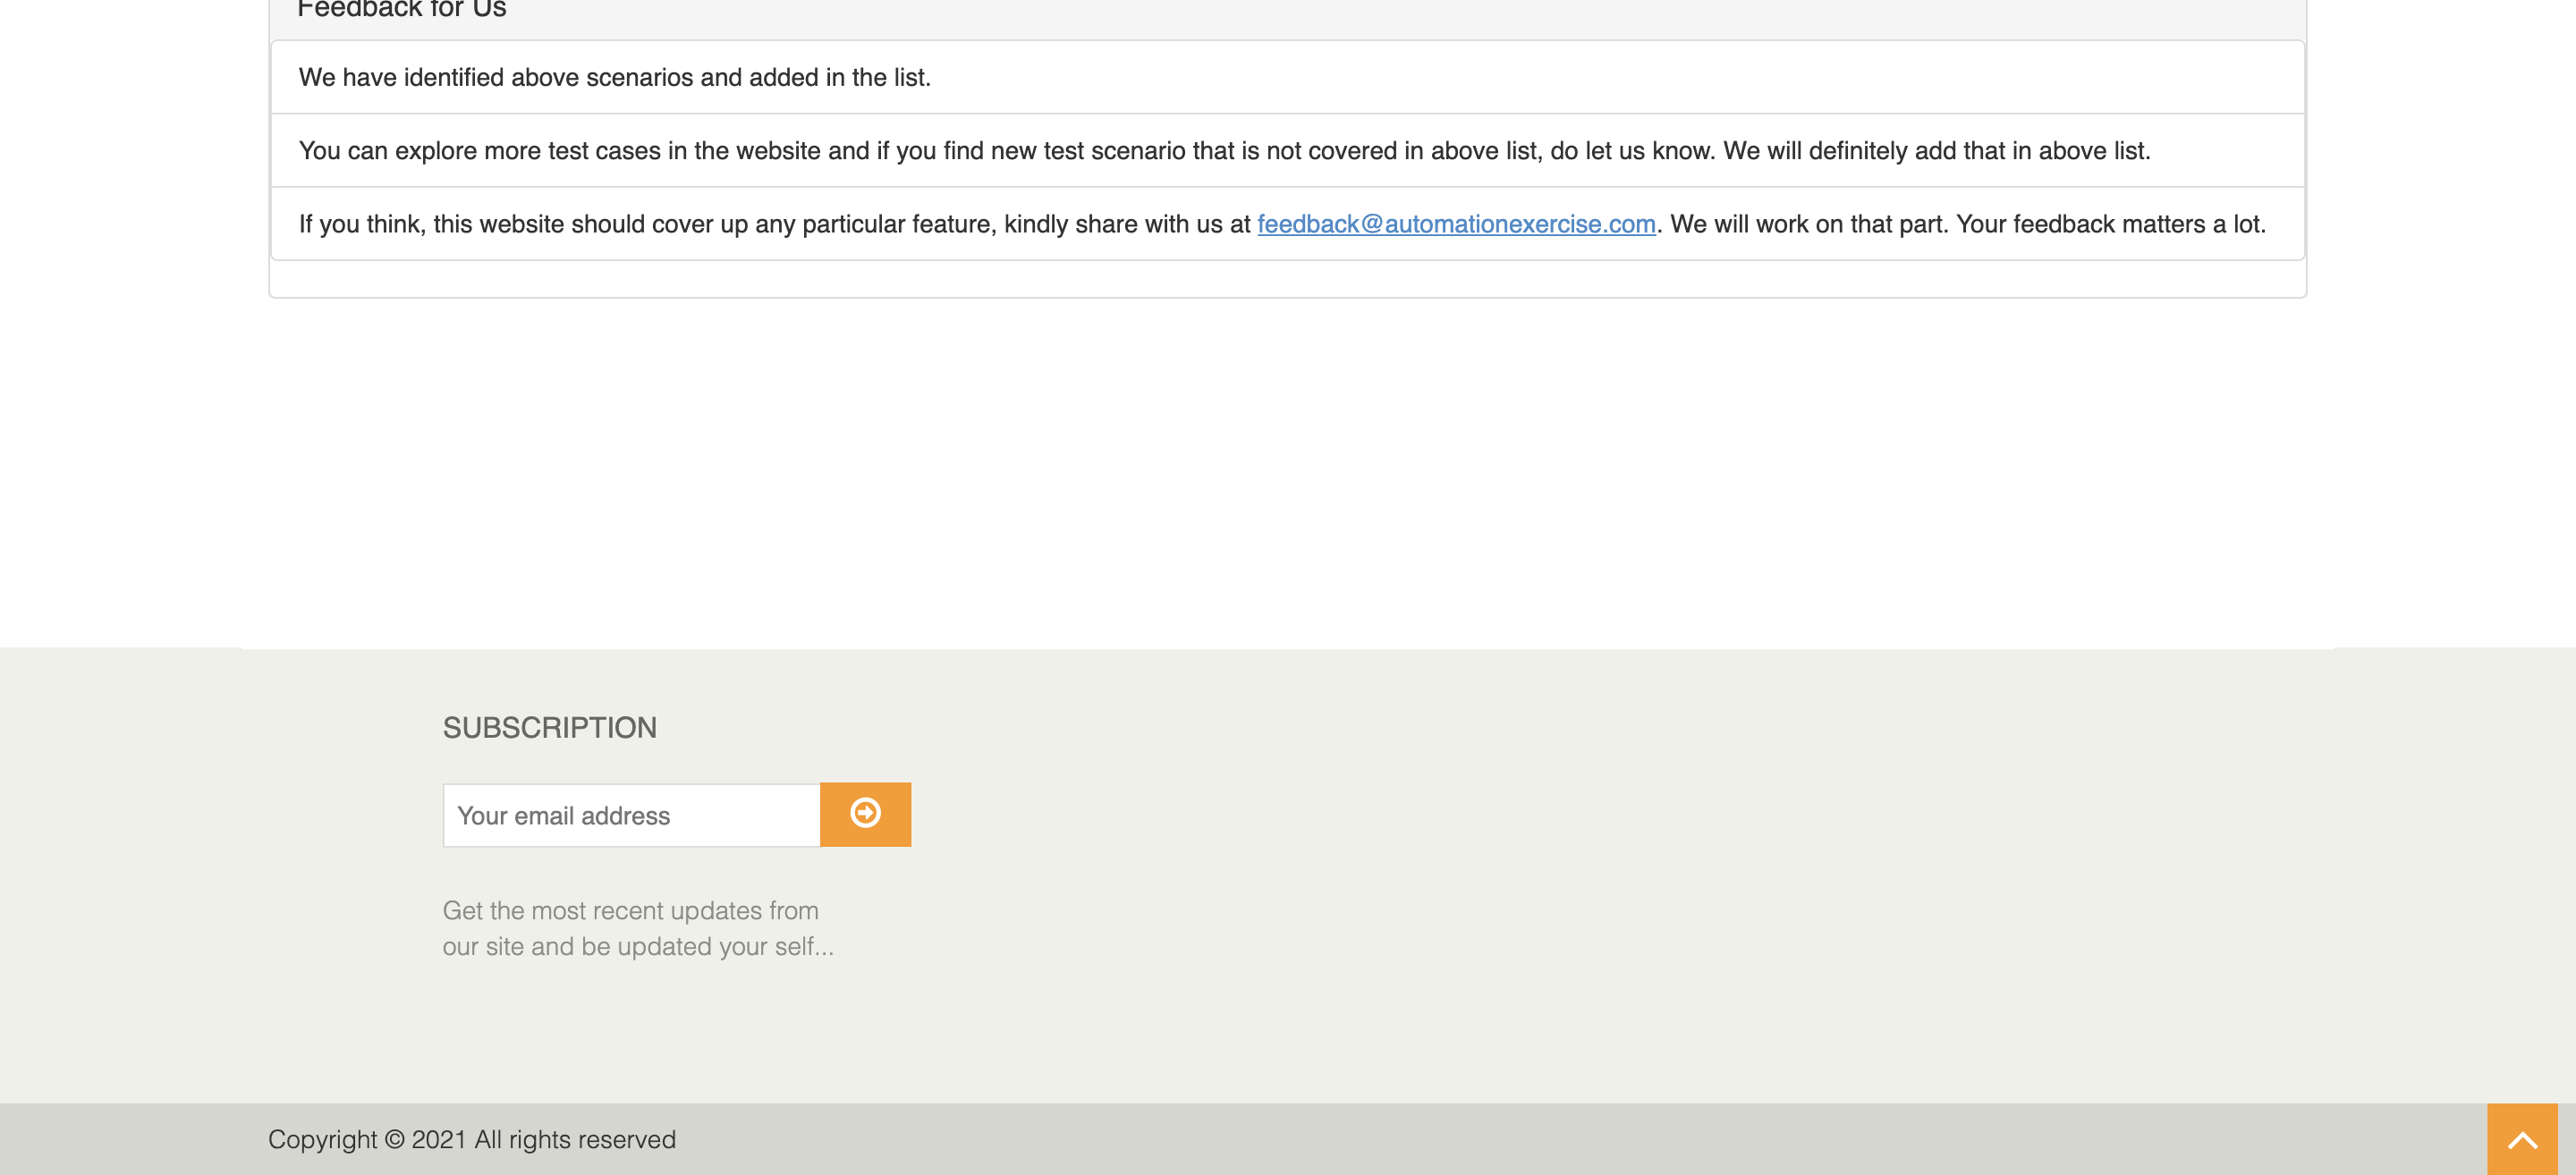 Feedback for Us
We have identified above scenarios and added in the list.
You can explore more test cases in the website and if you find new test scenario that is not covered in above list, do let us know. We will definitely add that in above list.
If you think, this website should cover up any particular feature, kindly share with us at feedback@automationexercise.com. We will work on that part. Your feedback matters a lot.
SUBSCRIPTION
Your email address
Get the most recent updates from
our site and be updated your self...
Copyright © 2021 All rights reserved